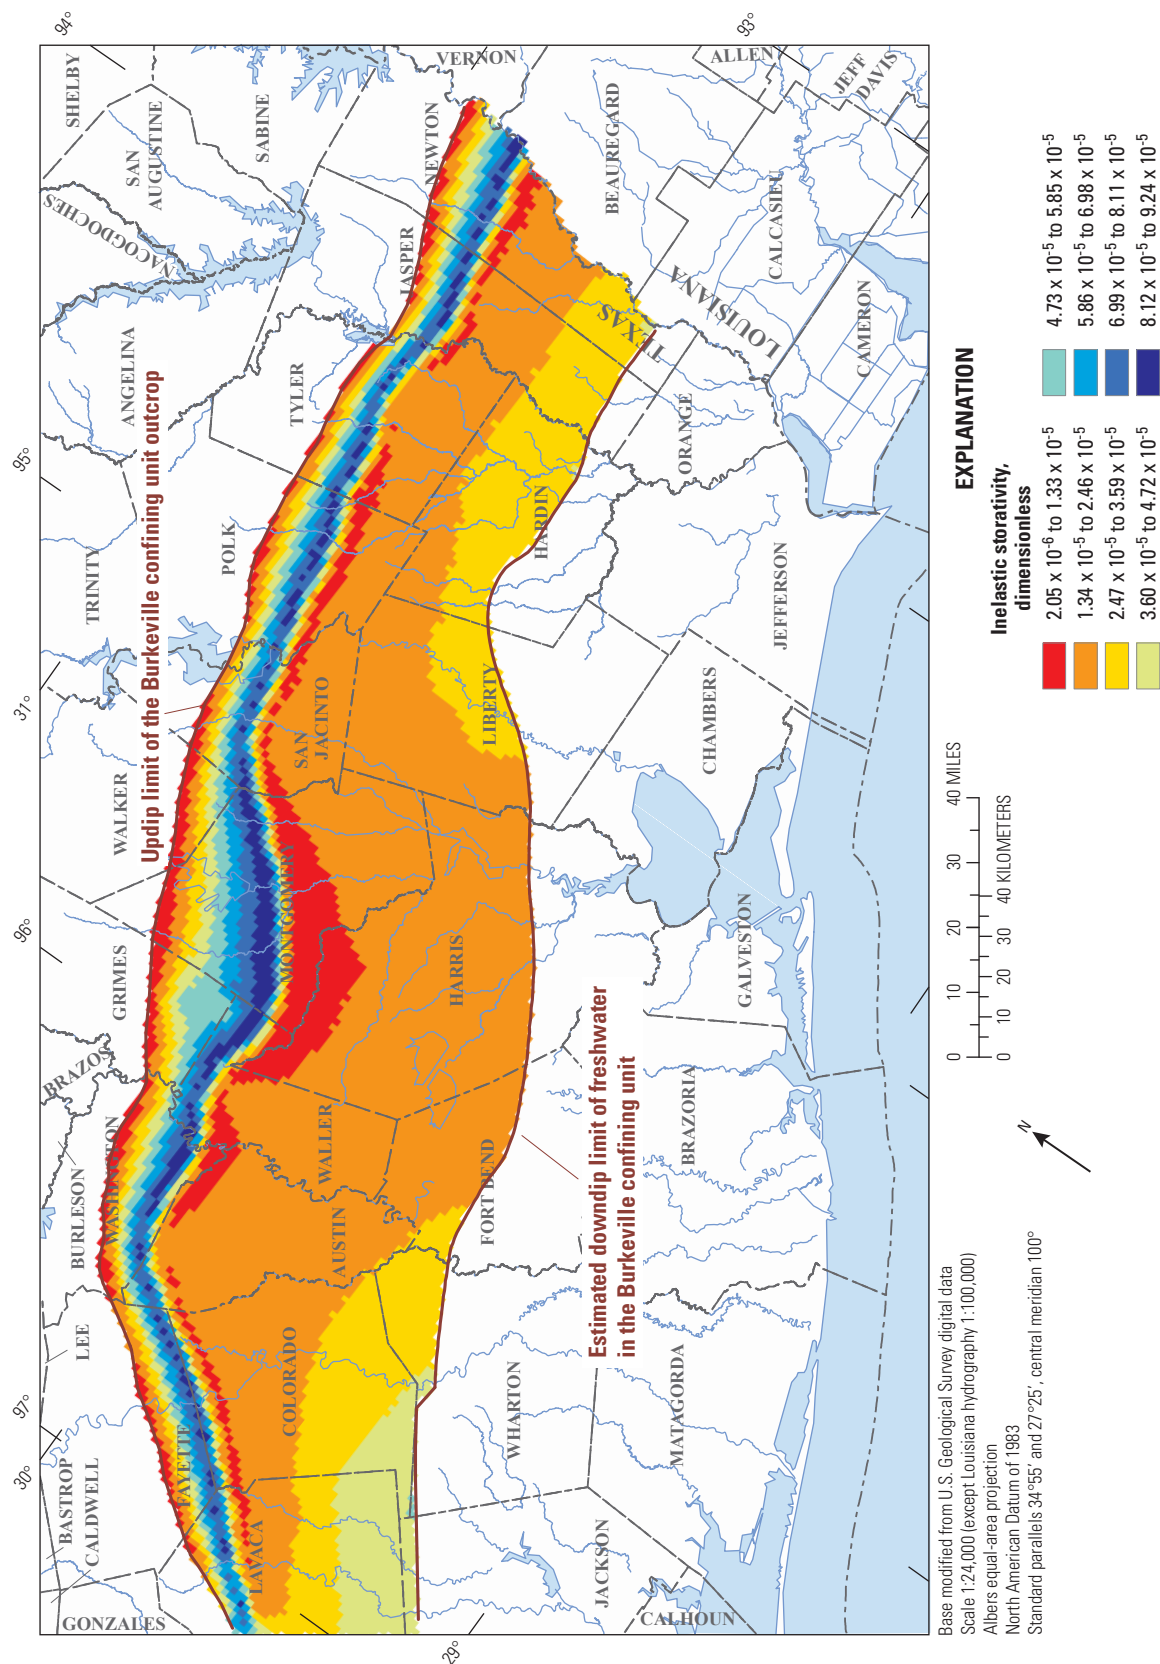 94°
93°
95°
31°
96°
97°
30°
29°
SHELBY
SAN
AUGUSTINE
SABINE
VERNON
ALLEN
JEFF
DAVIS
NACOGDOCHES
NEWTON
BEAUREGARD
JASPER
CALCASIEU
ANGELINA
TYLER
TEXAS
LOUISIANA
CAMERON
ORANGE
TRINITY
POLK
HARDIN
JEFFERSON
WALKER
SAN
JACINTO
LIBERTY
CHAMBERS
GRIMES
MONTGOMERY
HARRIS
GALVESTON
BRAZOS
BURLESON
WASHINGTON
WALLER
AUSTIN
FORT BEND
BRAZORIA
LEE
COLORADO
WHARTON
MATAGORDA
BASTROP
CALDWELL
FAYETTE
LAVACA
JACKSON
GONZALES
CALHOUN
Updip limit of the Burkeville confining unit outcrop
Estimated downdip limit of freshwater
in the Burkeville confining unit
EXPLANATION
Inelastic storativity,
dimensionless
2.05 x 10-6 to 1.33 x 10-5
1.34 x 10-5 to 2.46 x 10-5
2.47 x 10-5 to 3.59 x 10-5
3.60 x 10-5 to 4.72 x 10-5
4.73 x 10-5 to 5.85 x 10-5
5.86 x 10-5 to 6.98 x 10-5
6.99 x 10-5 to 8.11 x 10-5
8.12 x 10-5 to 9.24 x 10-5
0 10 20 30 40 MILES
0 10 20 30 40 KILOMETERS
N
Base modified from U.S. Geological Survey digital data
Scale 1:24,000 (except Louisiana hydrography 1:100,000)
Albers equal-area projection
North American Datum of 1983
Standard parallels 34°55′ and 27°25′, central meridian 100°